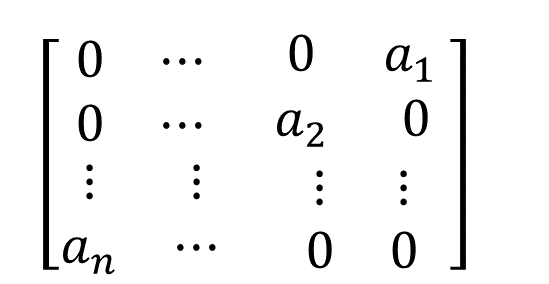 0 ⋯ 0 a₁
0 ⋯ a₂ 0
⋮ ⋮ ⋮ ⋮
aₙ ⋯ 0 0